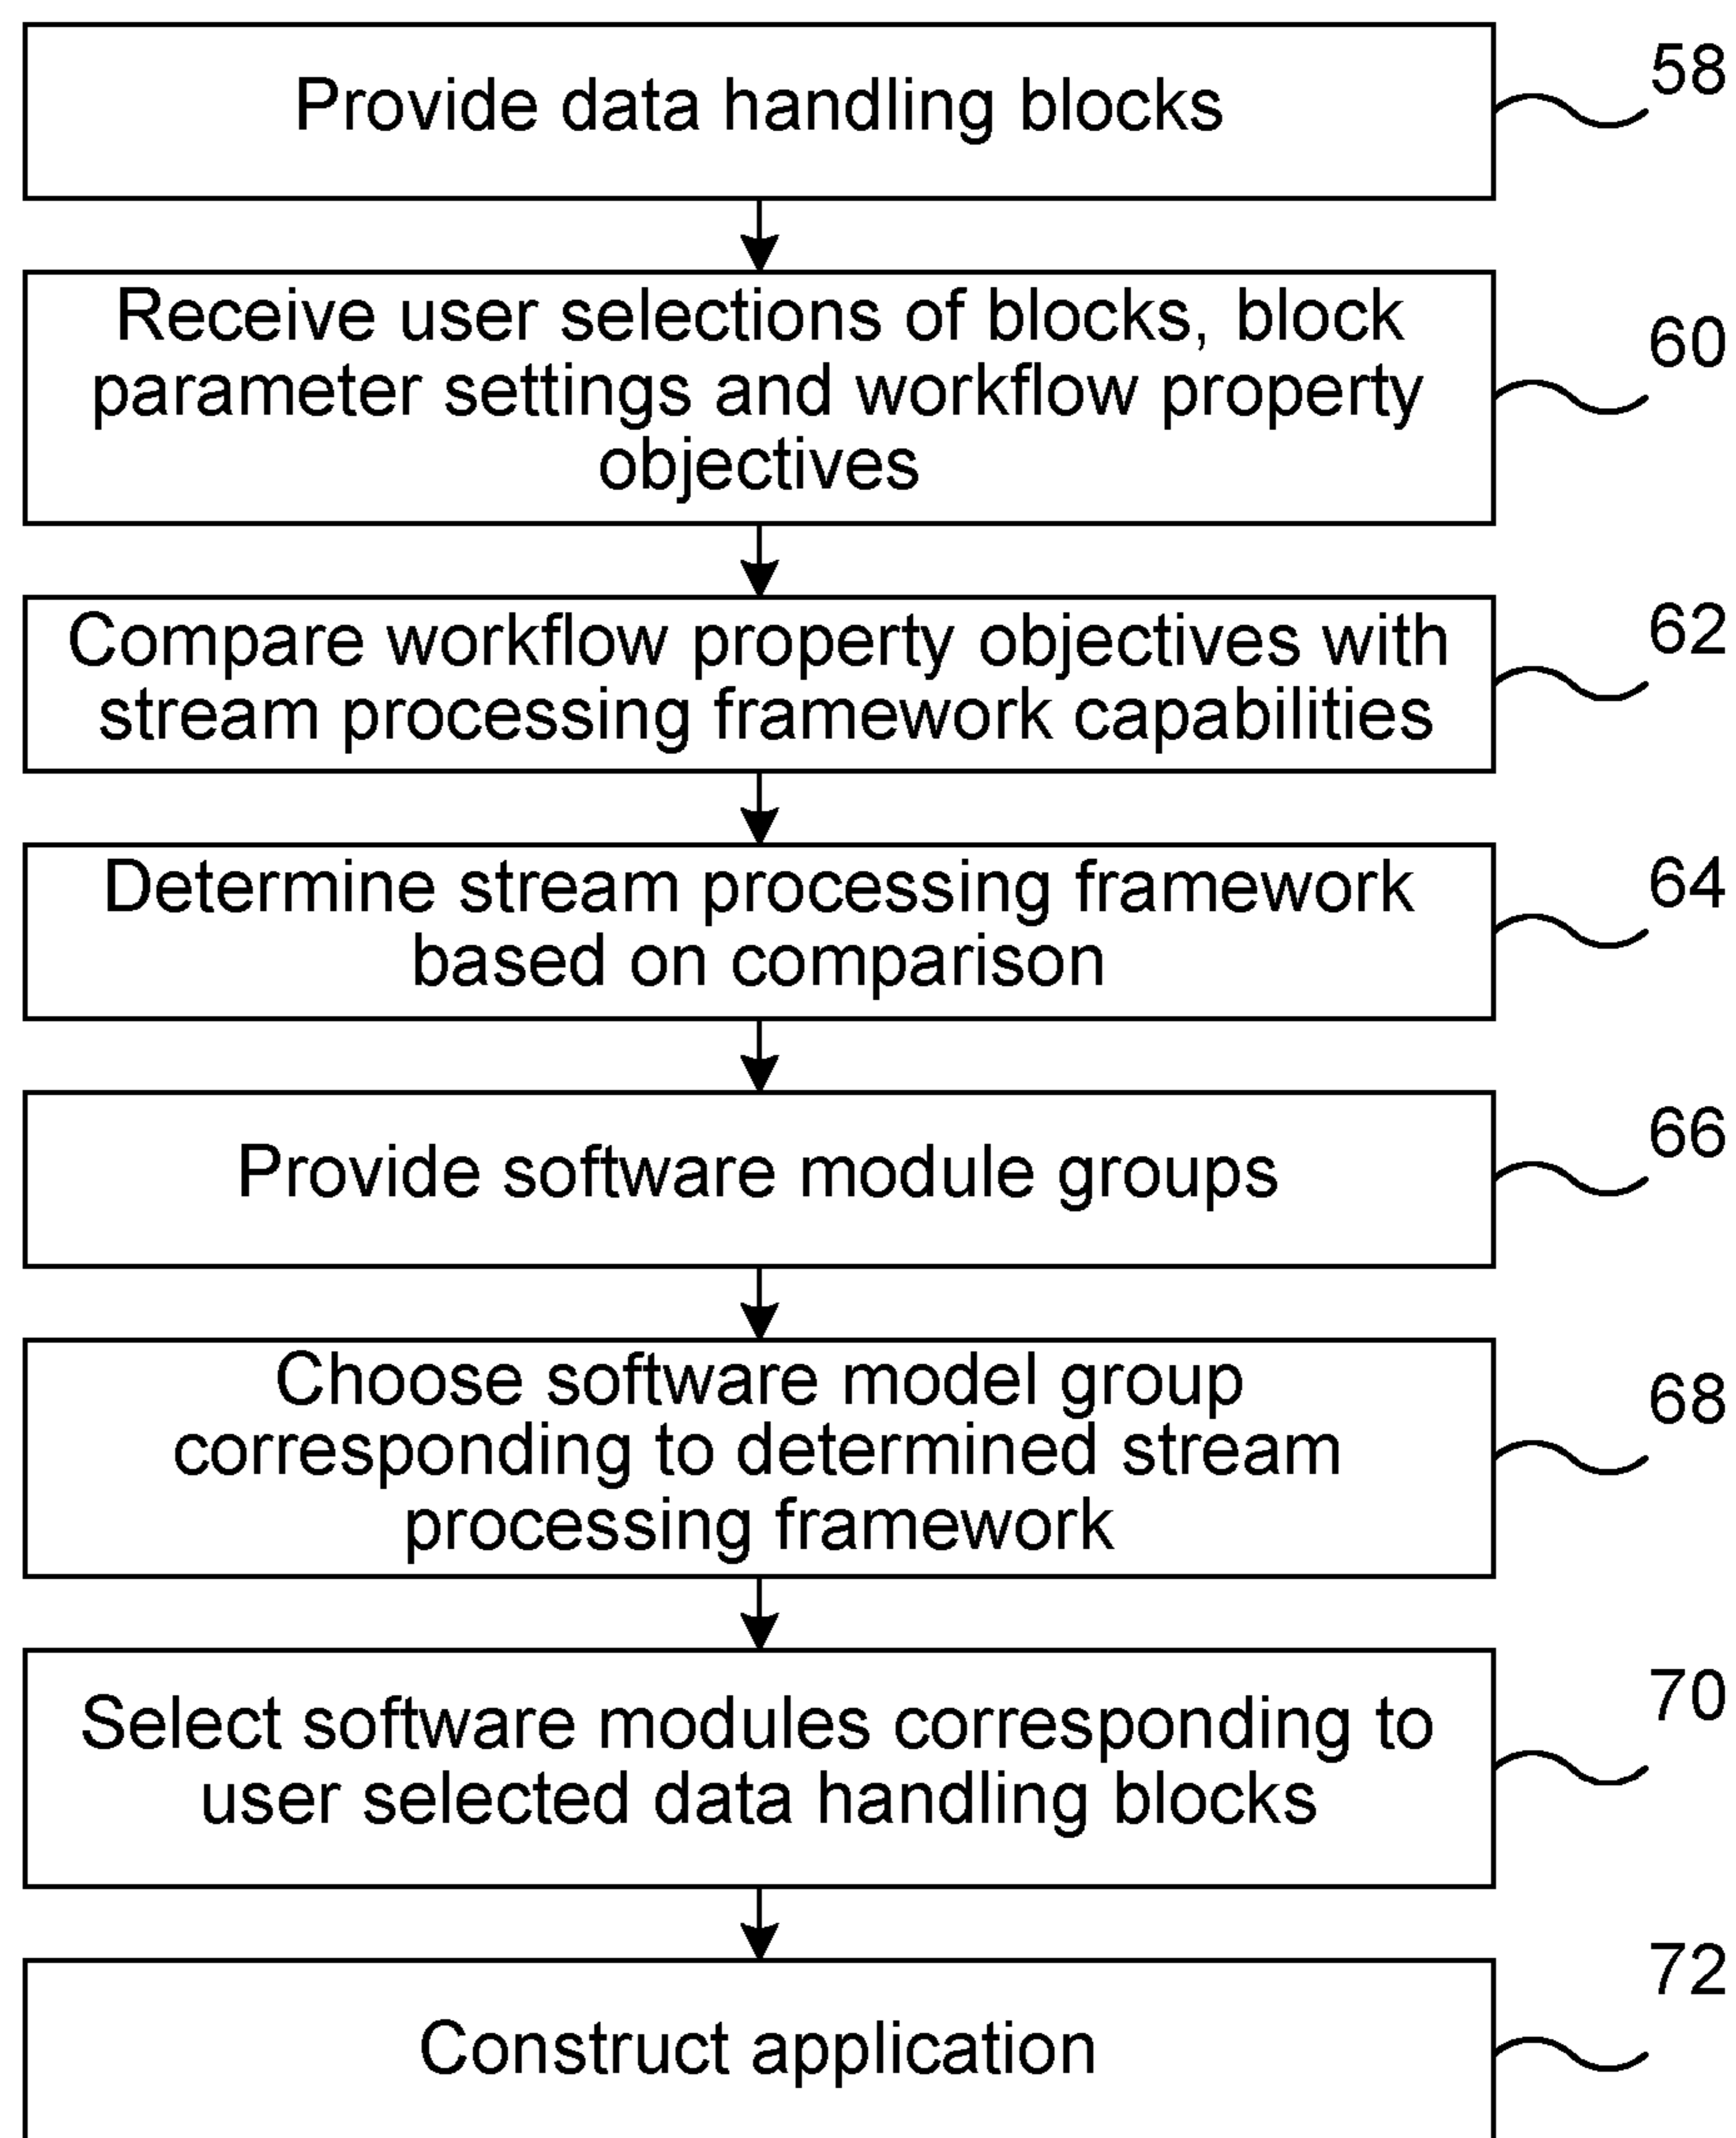 Provide data handling blocks
58
Receive user selections of blocks, block
parameter settings and workflow property
objectives
60
Compare workflow property objectives with
stream processing framework capabilities
62
Determine stream processing framework
based on comparison
64
Provide software module groups
66
Choose software model group
corresponding to determined stream
processing framework
68
Select software modules corresponding to
user selected data handling blocks
70
Construct application
72